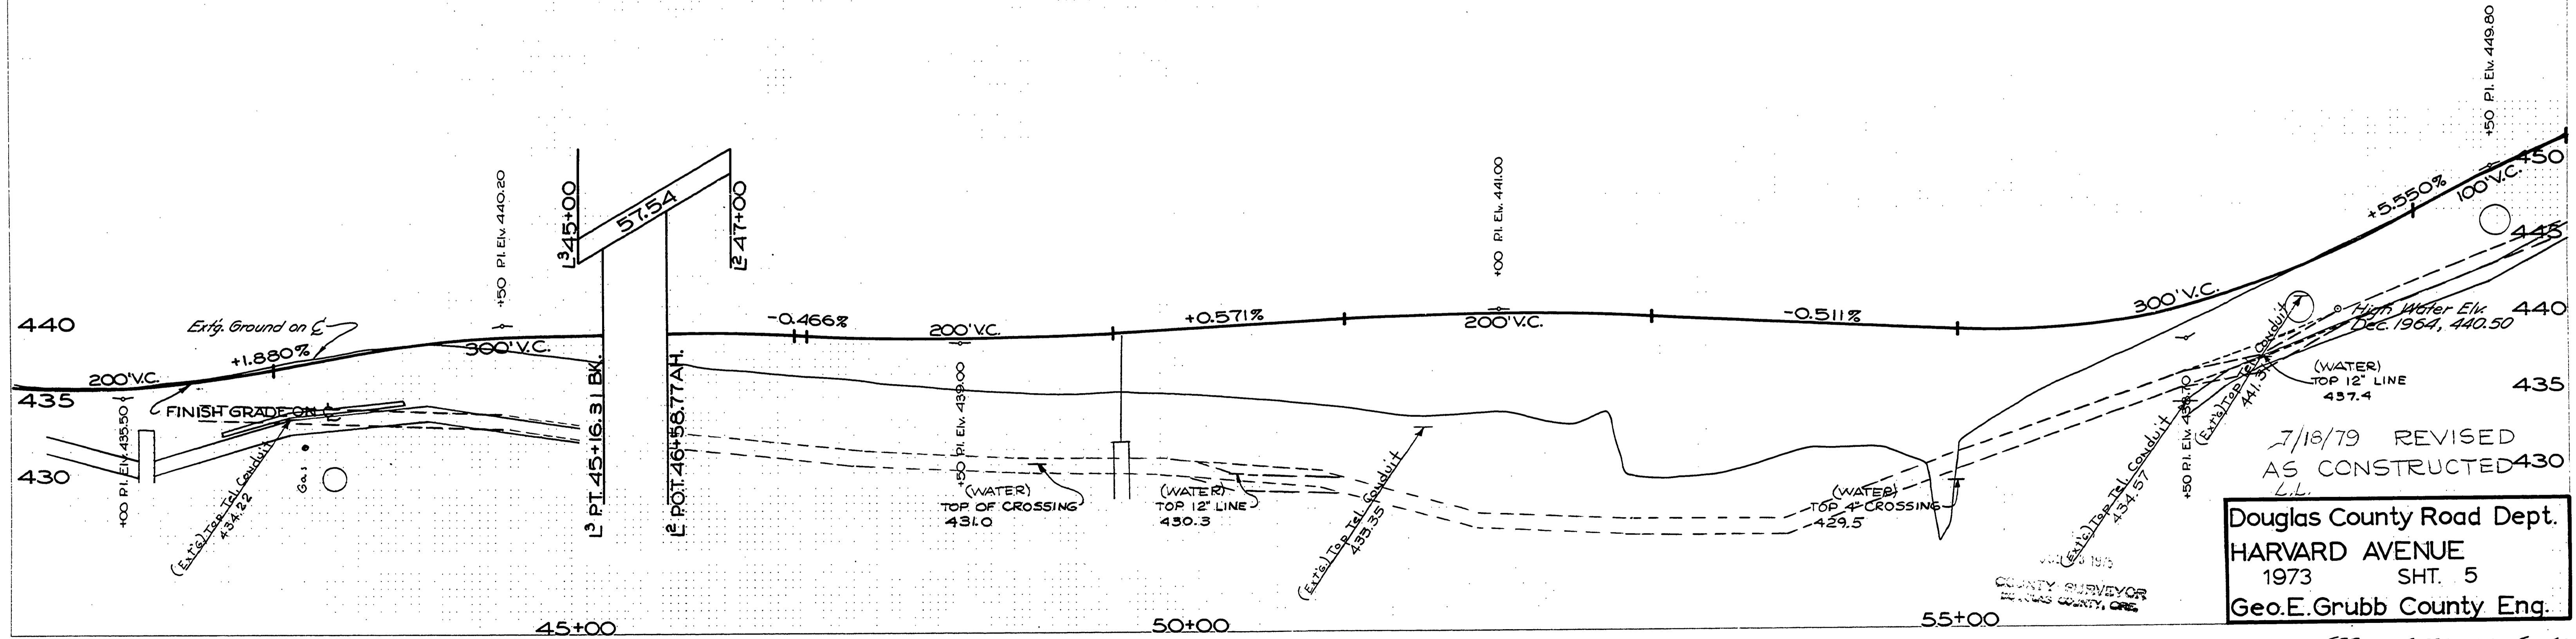 +50 P.I. Elv. 449.80
450
+5.550%
100' V.C.
445
+50 P.I. Elv. 440.20
L³ 45+00
57.54
L² 47+00
+00 P.I. Elv. 441.00
440
Ext'g. Ground on ℄
+1.880%
300' V.C.
-0.466%
200' V.C.
+0.571%
200' V.C.
-0.511%
300' V.C.
High Water Elv.
Dec. 1964, 440.50
440
200' V.C.
435
FINISH GRADE ON ℄
L³ P.T. 45+16.31 BK.
L² P.O.T. 46+58.77 AH.
+50 P.I. Elv. 439.00
(WATER)
TOP 12" LINE
437.4
435
+00 P.I. Elv. 435.50
430
(Ext'g.) Top Tel. Conduit
434.22
Gas
(WATER)
TOP OF CROSSING
431.0
(WATER)
TOP 12" LINE
430.3
(Ext'g.) Top Tel. Conduit
433.35
(WATER)
TOP 4" CROSSING
429.5
(Ext'g.) Top Tel. Conduit
434.57
+50 P.I. Elv.
(Ext'g.) Top Tel. Conduit
7/18/79 REVISED
AS CONSTRUCTED
L.L.
430
1975
COUNTY SURVEYOR
DOUGLAS COUNTY, ORE.
Douglas County Road Dept.
HARVARD AVENUE
1973 SHT. 5
Geo. E. Grubb County Eng.
45+00
50+00
55+00